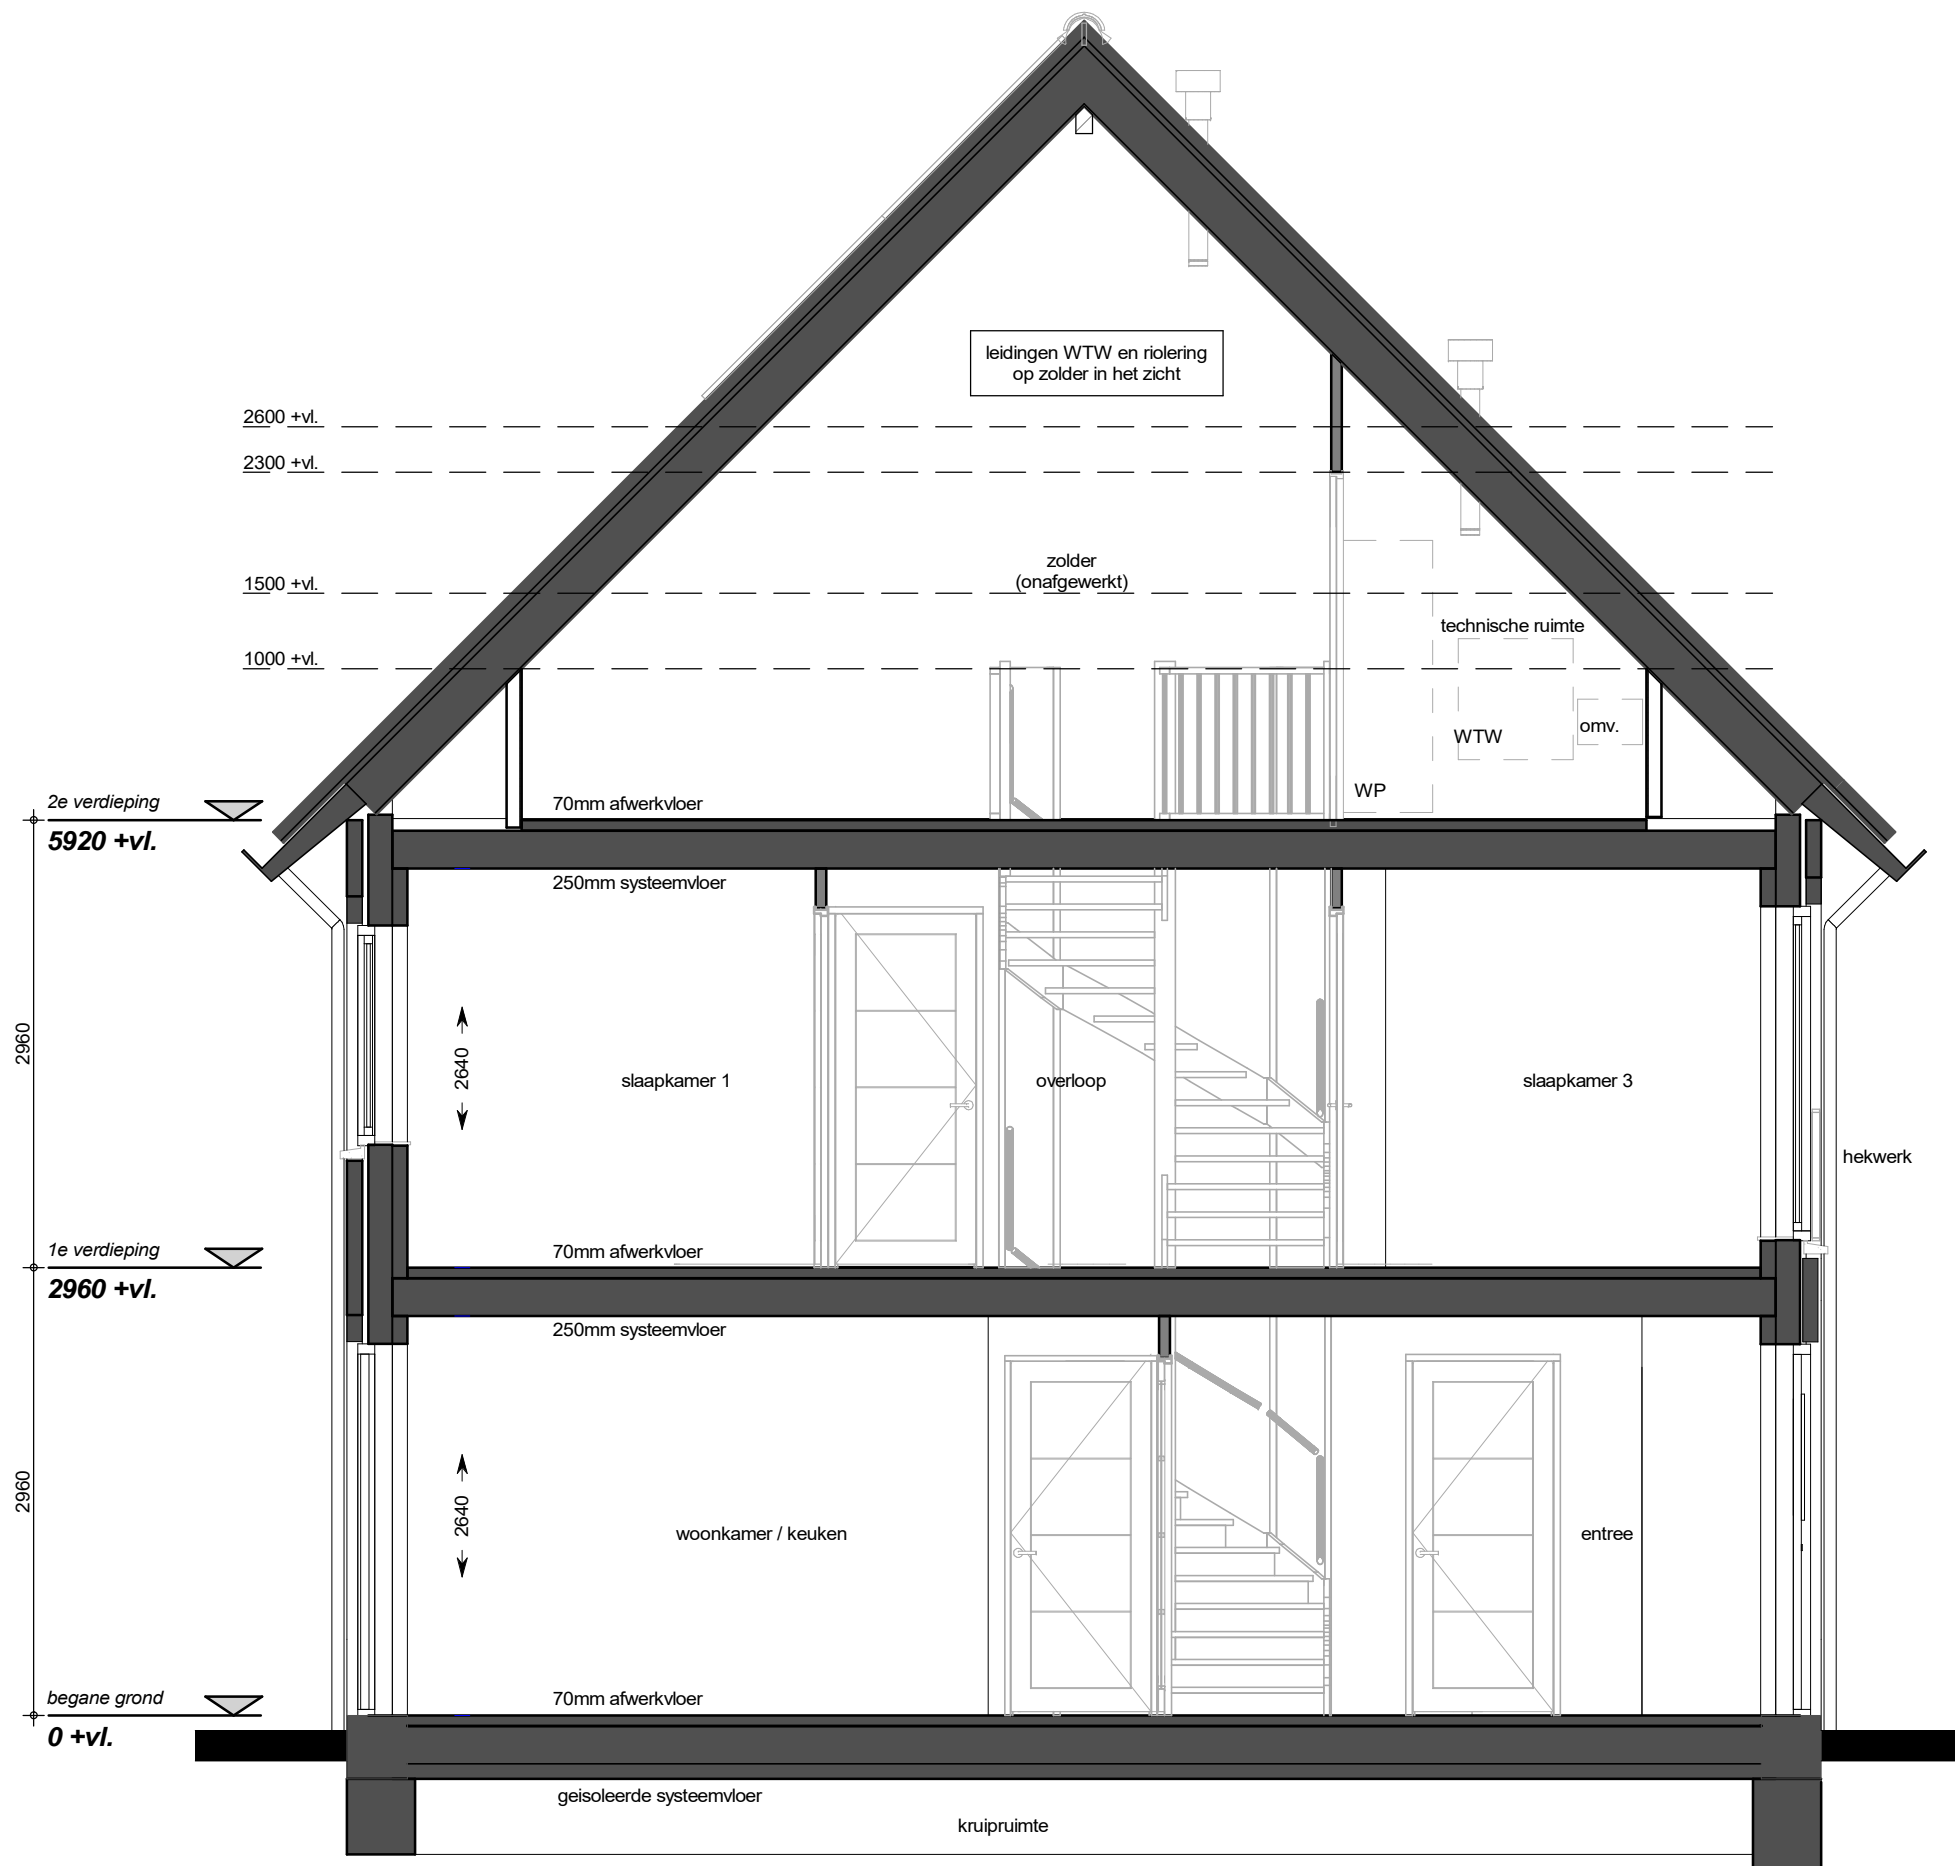 leidingen WTW en riolering
op zolder in het zicht
2600 +vl.
2300 +vl.
zolder
(onafgewerkt)
1500 +vl.
technische ruimte
1000 +vl.
omv.
WTW
WP
2e verdieping
70mm afwerkvloer
5920 +vl.
250mm systeemvloer
2960
2640
slaapkamer 1
overloop
slaapkamer 3
hekwerk
1e verdieping
70mm afwerkvloer
2960 +vl.
250mm systeemvloer
2960
2640
woonkamer / keuken
entree
begane grond
70mm afwerkvloer
0 +vl.
geisoleerde systeemvloer
kruipruimte